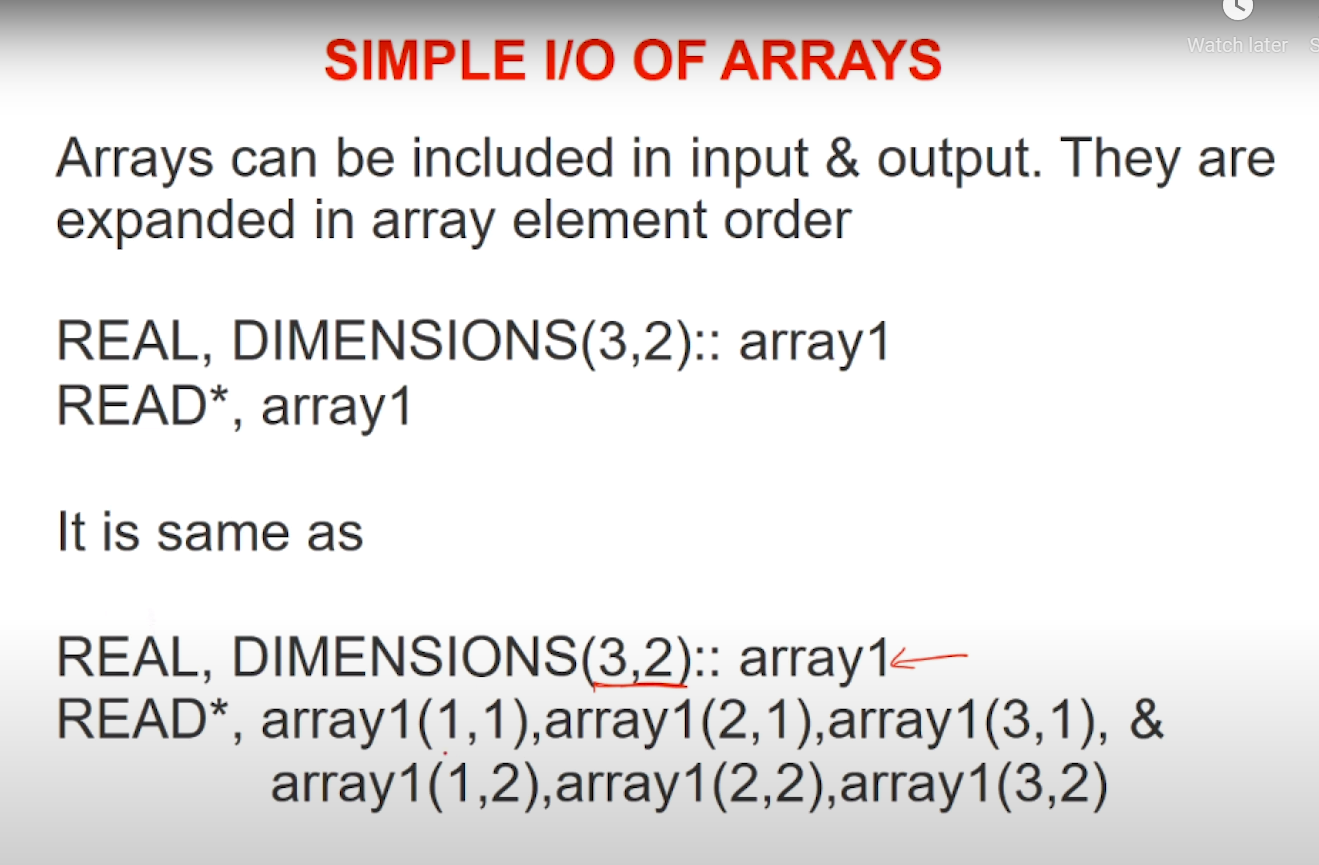 Watch later
SIMPLE I/O OF ARRAYS
Arrays can be included in input & output. They are
expanded in array element order
REAL, DIMENSIONS(3,2):: array1
READ*, array1
It is same as
REAL, DIMENSIONS(3,2):: array1
READ*, array1(1,1),array1(2,1),array1(3,1), &
array1(1,2),array1(2,2),array1(3,2)